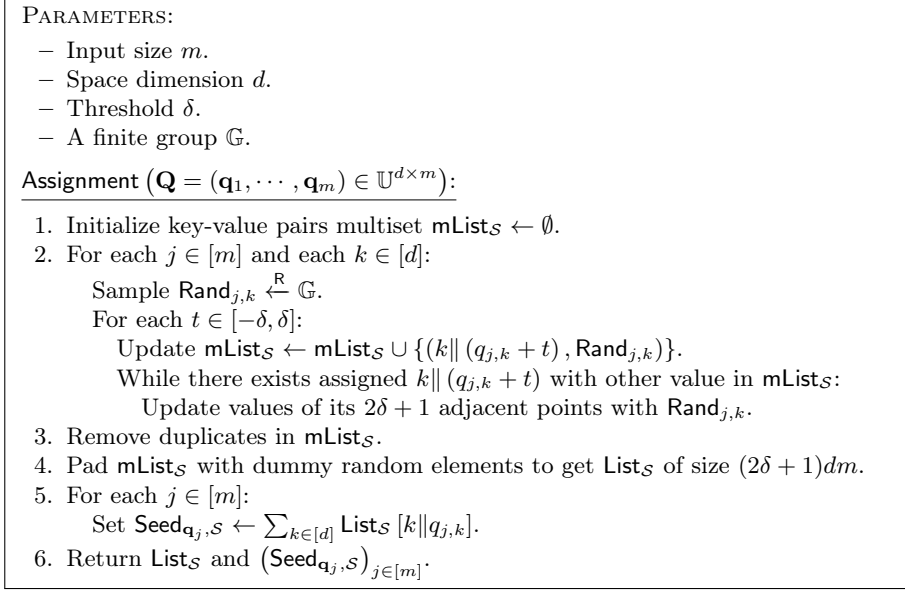 PARAMETERS:
– Input size m.
– Space dimension d.
– Threshold δ.
– A finite group 𝔾.
Assignment (𝐐 = (𝐪₁, ⋯ , 𝐪ₘ) ∈ 𝕌^{d×m}):
1. Initialize key-value pairs multiset mList_𝒮 ← ∅.
2. For each j ∈ [m] and each k ∈ [d]:
Sample Rand_{j,k} ←^R 𝔾.
For each t ∈ [−δ, δ]:
Update mList_𝒮 ← mList_𝒮 ∪ {(k‖ (q_{j,k} + t) , Rand_{j,k})}.
While there exists assigned k‖ (q_{j,k} + t) with other value in mList_𝒮:
Update values of its 2δ + 1 adjacent points with Rand_{j,k}.
3. Remove duplicates in mList_𝒮.
4. Pad mList_𝒮 with dummy random elements to get List_𝒮 of size (2δ + 1)dm.
5. For each j ∈ [m]:
Set Seed_{𝐪_j,𝒮} ← ∑_{k∈[d]} List_𝒮 [k‖q_{j,k}].
6. Return List_𝒮 and (Seed_{𝐪_j,𝒮})_{j∈[m]}.